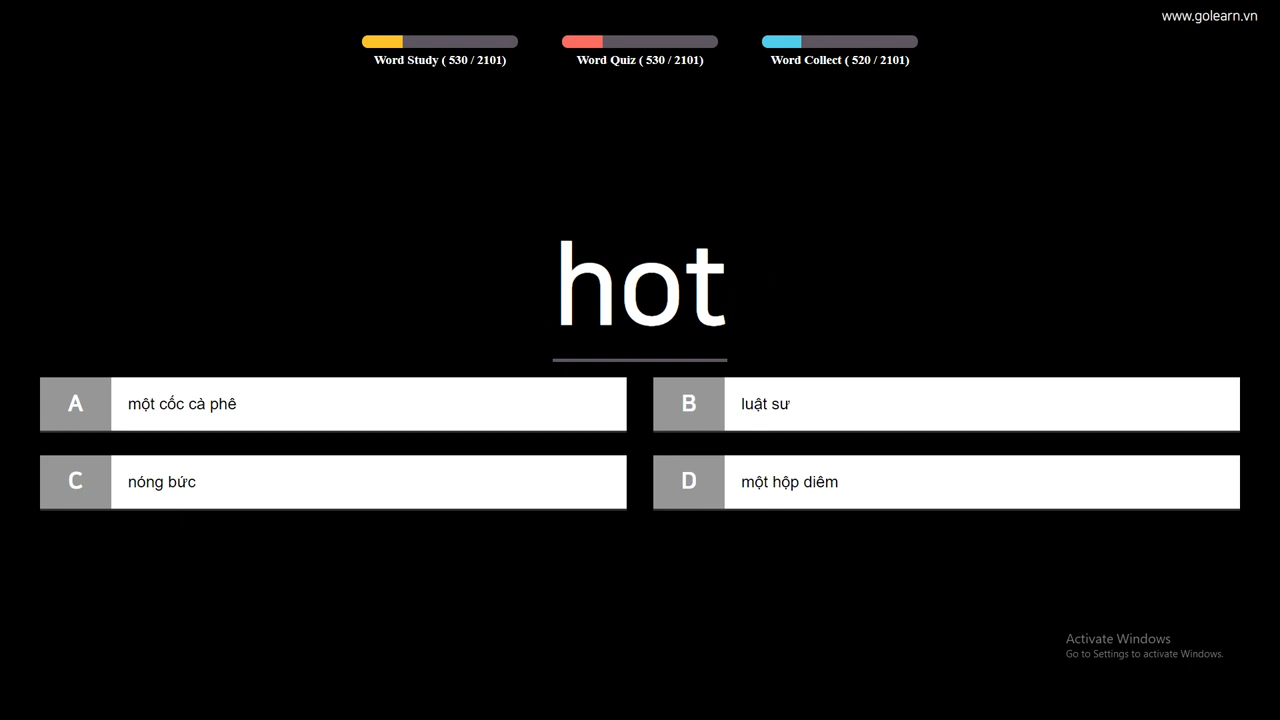 www.golearn.vn
Word Study ( 530 / 2101)
Word Quiz ( 530 / 2101)
Word Collect ( 520 / 2101)
hot
A một cốc cà phê
B luật sư
C nóng bức
D một hộp diêm
Activate Windows
Go to Settings to activate Windows.